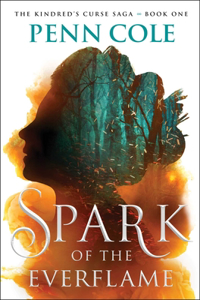 THE KINDRED'S CURSE SAGA – BOOK ONE
PENN COLE
SPARK
OF THE
EVERFLAME